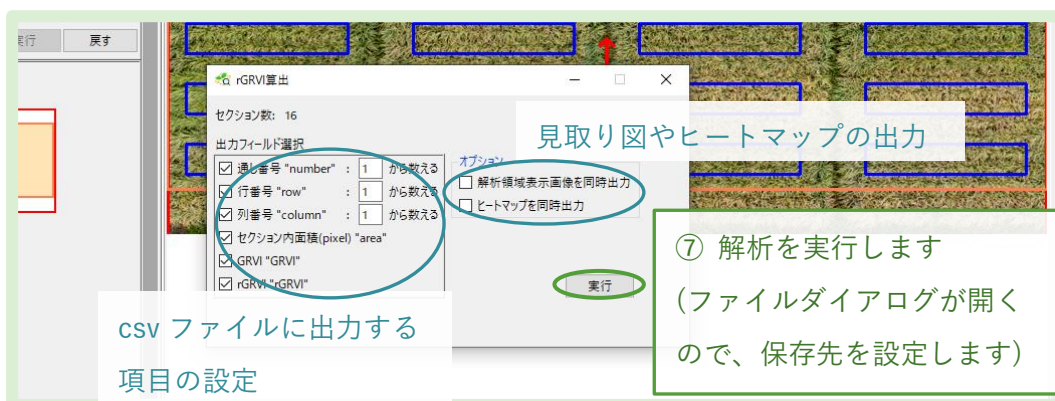 実行 戻す
rGRVI算出
セクション数: 16
見取り図やヒートマップの出力
出力フィールド選択
オプション
通し番号 "number" : 1 から数える
行番号 "row" : 1 から数える
列番号 "column" : 1 から数える
セクション内面積(pixel) "area"
GRVI "GRVI"
rGRVI "rGRVI"
解析領域表示画像を同時出力
ヒートマップを同時出力
実行
csv ファイルに出力する
項目の設定
⑦ 解析を実行します
(ファイルダイアログが開く
ので、保存先を設定します)